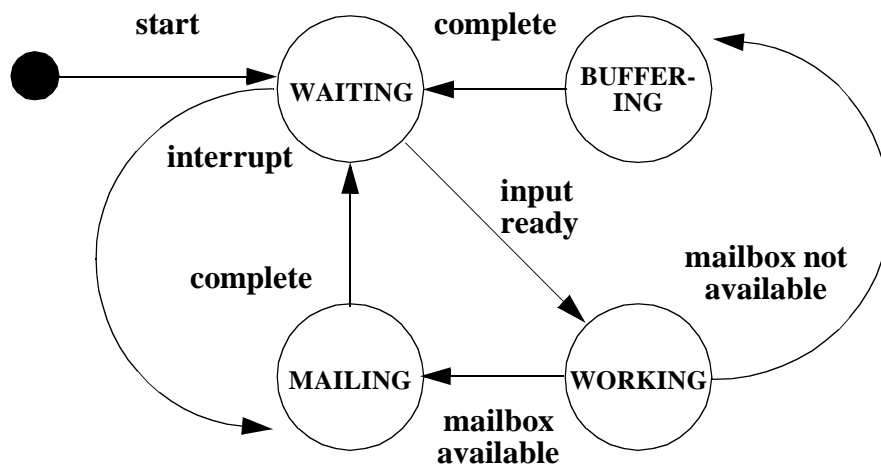 start
complete
WAITING
BUFFER-
ING
interrupt
input
ready
mailbox not
available
complete
MAILING
WORKING
mailbox
available